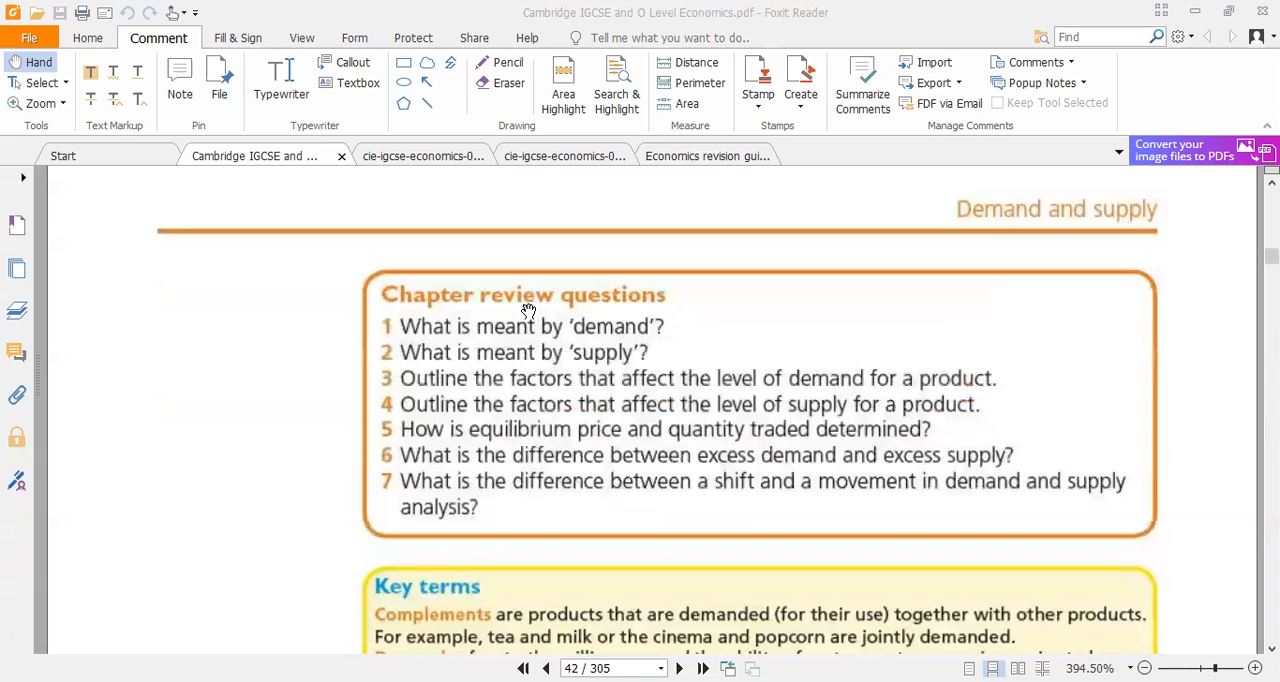 Cambridge IGCSE and O Level Economics.pdf - Foxit Reader
File Home Comment Fill & Sign View Form Protect Share Help Tell me what you want to do.. Find
Hand
Select
Zoom
Tools
Text Markup
Note
File
Pin
Typewriter
Callout
Textbox
Typewriter
Pencil
Eraser
Area
Highlight
Search &
Highlight
Drawing
Distance
Perimeter
Area
Measure
Stamp
Create
Stamps
Summarize
Comments
Import
Export
FDF via Email
Comments
Popup Notes
Keep Tool Selected
Manage Comments
Start Cambridge IGCSE and ... cie-igcse-economics-0... cie-igcse-economics-0... Economics revision gui...
Convert your
image files to PDFs
Demand and supply
Chapter review questions
1 What is meant by ‘demand’?
2 What is meant by ‘supply’?
3 Outline the factors that affect the level of demand for a product.
4 Outline the factors that affect the level of supply for a product.
5 How is equilibrium price and quantity traded determined?
6 What is the difference between excess demand and excess supply?
7 What is the difference between a shift and a movement in demand and supply
analysis?
Key terms
Complements are products that are demanded (for their use) together with other products.
For example, tea and milk or the cinema and popcorn are jointly demanded.
42 / 305
394.50%